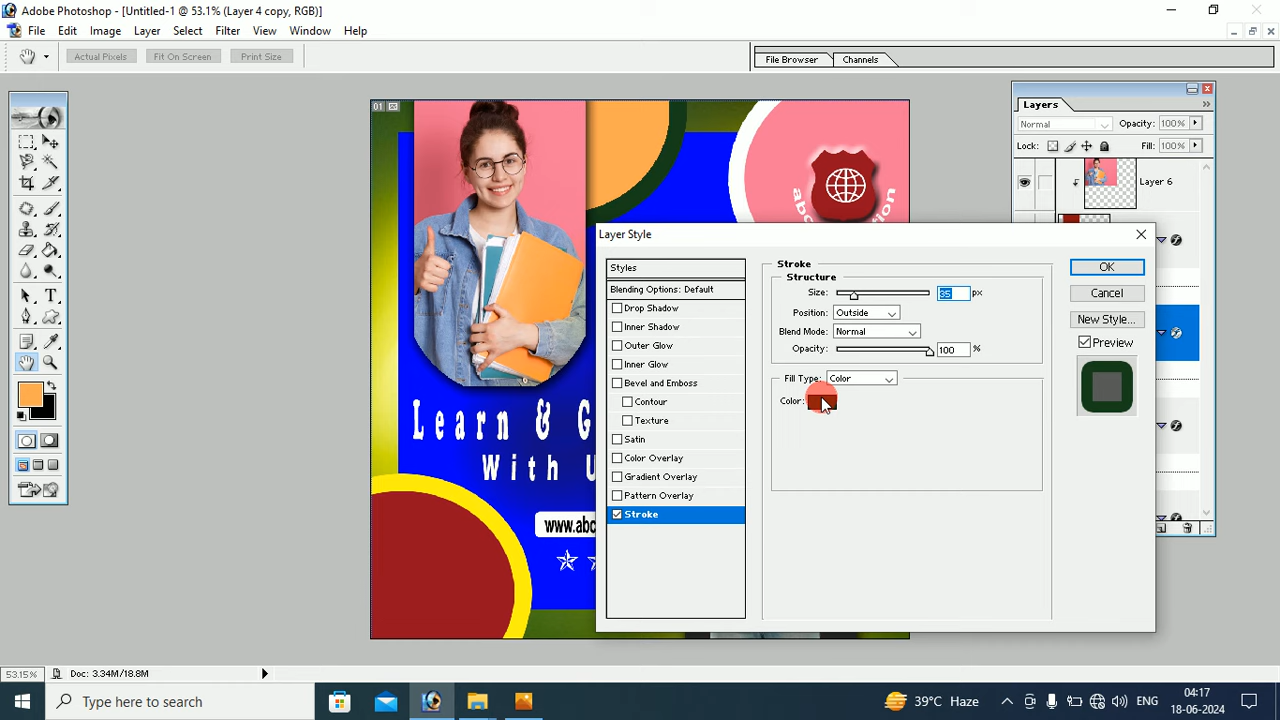 Adobe Photoshop - [Untitled-1 @ 53.1% (Layer 4 copy, RGB)]
File Edit Image Layer Select Filter View Window Help
Actual Pixels Fit On Screen Print Size
File Browser Channels
01
Layers
Normal Opacity: 100%
Lock: Fill: 100%
Layer 6
Learn & G
With U
www.abc
Layer Style
Styles
Blending Options: Default
Drop Shadow
Inner Shadow
Outer Glow
Inner Glow
Bevel and Emboss
Contour
Texture
Satin
Color Overlay
Gradient Overlay
Pattern Overlay
Stroke
Stroke
Structure
Size: 35 px
Position: Outside
Blend Mode: Normal
Opacity: 100 %
Fill Type: Color
Color:
OK
Cancel
New Style...
Preview
53.15% Doc: 3.34M/18.8M
Type here to search
39°C Haze
ENG
04:17
18-06-2024